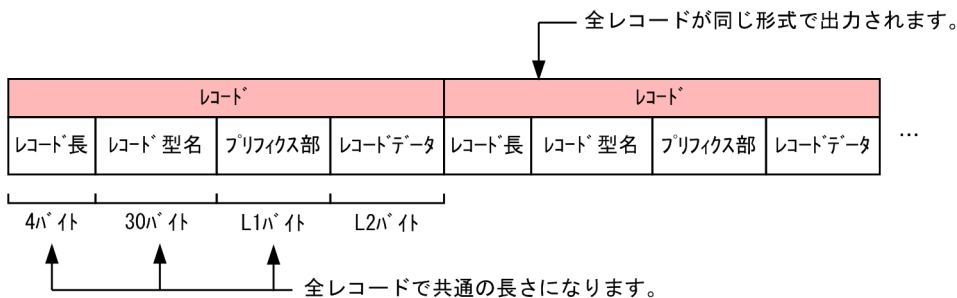 全レコードが同じ形式で出力されます。
ﾚｺｰﾄﾞ ﾚｺｰﾄﾞ
ﾚｺｰﾄﾞ長 ﾚｺｰﾄﾞ型名 ﾌﾟﾘﾌｨｸｽ部 ﾚｺｰﾄﾞﾃﾞｰﾀ ﾚｺｰﾄﾞ長 ﾚｺｰﾄﾞ型名 ﾌﾟﾘﾌｨｸｽ部 ﾚｺｰﾄﾞﾃﾞｰﾀ …
4ﾊﾞｲﾄ 30ﾊﾞｲﾄ L1ﾊﾞｲﾄ L2ﾊﾞｲﾄ
全レコードで共通の長さになります。